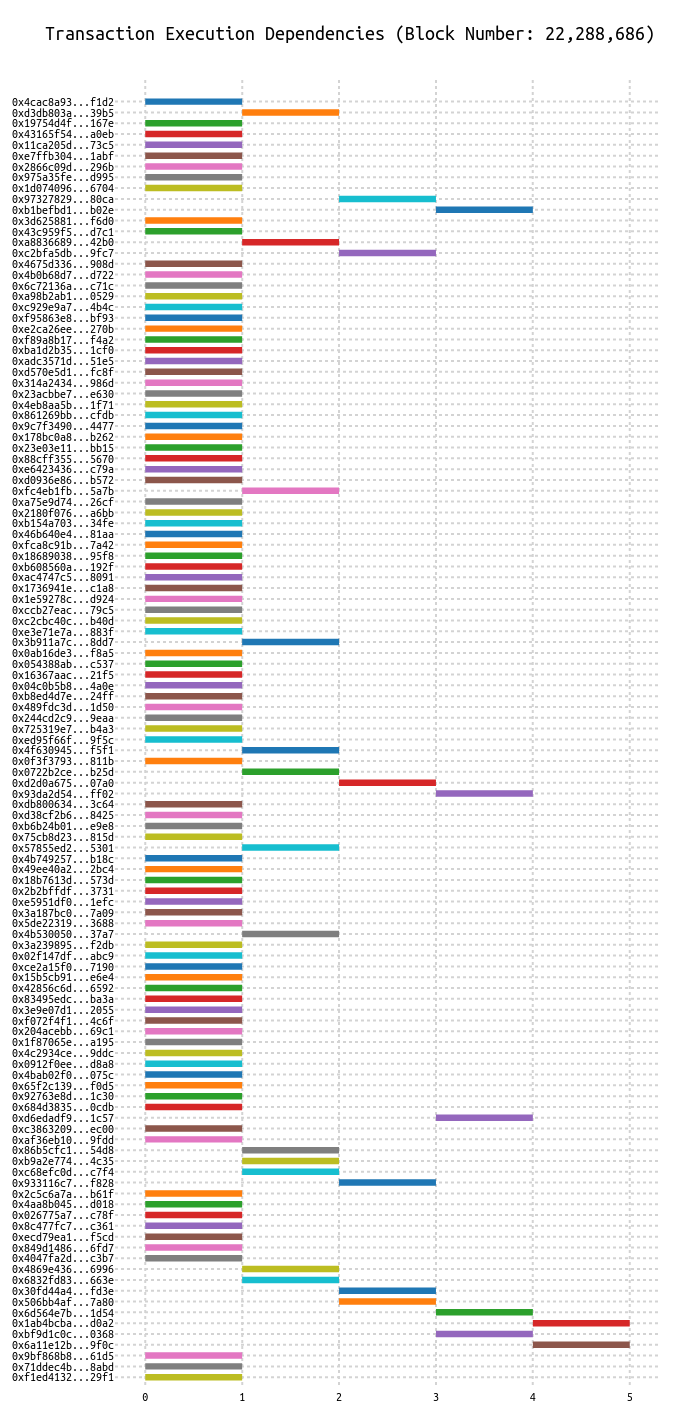 Transaction Execution Dependencies (Block Number: 22,288,686)
0x4cac8a93...f1d2
0xd3db803a...39b5
0x19754d4f...167e
0x43165f54...a0eb
0x11ca205d...73c5
0xe7ffb304...1abf
0x2866c09d...296b
0x975a35fe...d995
0x1d074096...6704
0x97327829...80ca
0xb1befbd1...b02e
0x3d625881...f6d0
0x43c959f5...d7c1
0xa8836689...42b0
0xc2bfa5db...9fc7
0x4675d336...908d
0x4b0b68d7...d722
0x6c72136a...c71c
0xa98b2ab1...0529
0xc929e9a7...4b4c
0xf95863e8...bf93
0xe2ca26ee...270b
0xf89a8b17...f4a2
0xba1d2b35...1cf0
0xadc3571d...51e5
0xd570e5d1...fc8f
0x314a2434...986d
0x23acbbe7...e630
0x4eb8aa5b...1f71
0x861269bb...cfdb
0x9c7f3490...4477
0x178bc0a8...b262
0x23e03e11...bb15
0x88cff355...5670
0xe6423436...c79a
0xd0936e86...b572
0xfc4eb1fb...5a7b
0xa75e9d74...26cf
0x2180f076...a6bb
0xb154a703...34fe
0x46b640e4...81aa
0xfca8c91b...7a42
0x18689038...95f8
0xb608560a...192f
0xac4747c5...8091
0x1736941e...c1a8
0x1e59278c...d924
0xccb27eac...79c5
0xc2cbc40c...b40d
0xe3e71e7a...883f
0x3b911a7c...8dd7
0x0ab16de3...f8a5
0x054388ab...c537
0x16367aac...21f5
0x04c0b5b8...4a0e
0xb8ed4d7e...24ff
0x489fdc3d...1d50
0x244cd2c9...9eaa
0x725319e7...b4a3
0xed95f66f...9f5c
0x4f630945...f5f1
0x0f3f3793...811b
0x0722b2ce...b25d
0xd2d0a675...07a0
0x93da2d54...ff02
0xdb800634...3c64
0xd38cf2b6...8425
0xb6b24b01...e9e8
0x75cb8d23...815d
0x57855ed2...5301
0x4b749257...b18c
0x49ee40a2...2bc4
0x18b7613d...573d
0x2b2bffdf...3731
0xe5951df0...1efc
0x3a187bc0...7a09
0x5de22319...3688
0x4b530050...37a7
0x3a239895...f2db
0x02f147df...abc9
0xce2a15f0...7190
0x15b5cb91...e6e4
0x42856c6d...6592
0x83495edc...ba3a
0x3e9e07d1...2055
0xf072f4f1...4c6f
0x204acebb...69c1
0x1f87065e...a195
0x4c2934ce...9ddc
0x0912f0ee...d8a8
0x4bab02f0...075c
0x65f2c139...f0d5
0x92763e8d...1c30
0x684d3835...0cdb
0xd6edadf9...1c57
0xc3863209...ec00
0xaf36eb10...9fdd
0x86b5cfc1...54d8
0xb9a2e774...4c35
0xc68efc0d...c7f4
0x933116c7...f828
0x2c5c6a7a...b61f
0x4aa8b045...d018
0x026775a7...c78f
0x8c477fc7...c361
0xecd79ea1...f5cd
0x849d1486...6fd7
0x4047fa2d...c3b7
0x4869e436...6996
0x6832fd83...663e
0x30fd44a4...fd3e
0x506bb4af...7a80
0x6d564e7b...1d54
0x1ab4bcba...d0a2
0xbf9d1c0c...0368
0x6a11e12b...9f0c
0x9bf868b8...61d5
0x71ddec4b...8abd
0xf1ed4132...29f1
0 1 2 3 4 5